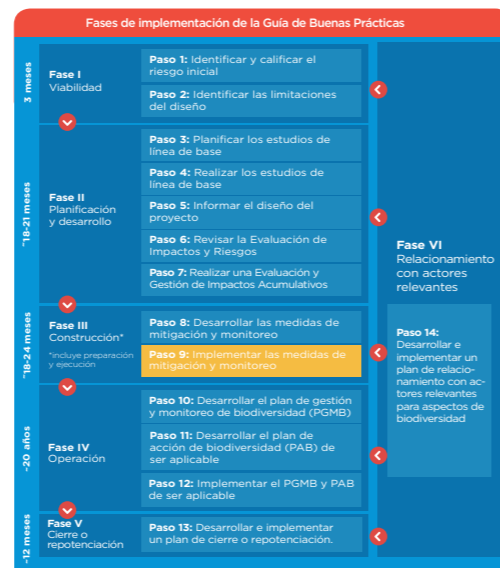 Fases de implementación de la Guía de Buenas Prácticas
3 meses
Fase I
Viabilidad
Paso 1: Identificar y calificar el
riesgo inicial
Paso 2: Identificar las limitaciones
del diseño
~18-21 meses
Fase II
Planificación
y desarrollo
Paso 3: Planificar los estudios de
línea de base
Paso 4: Realizar los estudios de
línea de base
Paso 5: Informar el diseño del
proyecto
Paso 6: Revisar la Evaluación de
Impactos y Riesgos
Paso 7: Realizar una Evaluación y
Gestión de Impactos Acumulativos
~18-24 meses
Fase III
Construcción*
*incluye preparación
y ejecución
Paso 8: Desarrollar las medidas de
mitigación y monitoreo
Paso 9: Implementar las medidas de
mitigación y monitoreo
~20 años
Fase IV
Operación
Paso 10: Desarrollar el plan de gestión
y monitoreo de biodiversidad (PGMB)
Paso 11: Desarrollar el plan de
acción de biodiversidad (PAB) de
ser aplicable
Paso 12: Implementar el PGMB y PAB
de ser aplicable
~12 meses
Fase V
Cierre o
repotenciación
Paso 13: Desarrollar e implementar
un plan de cierre o repotenciación.
Fase VI
Relacionamiento
con actores
relevantes
Paso 14:
Desarrollar e
implementar un
plan de relacio-
namiento con ac-
tores relevantes
para aspectos de
biodiversidad